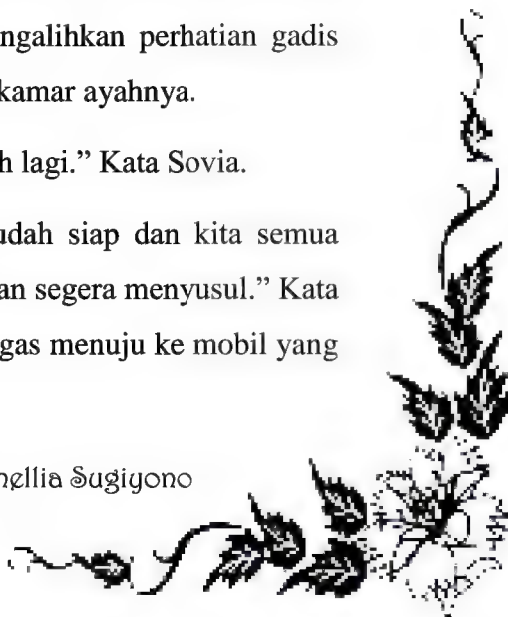 ngalihkan perhatian gadis
kamar ayahnya.
h lagi.” Kata Sovia.
udah siap dan kita semua
an segera menyusul.” Kata
gas menuju ke mobil yang
nellia Sugiyono